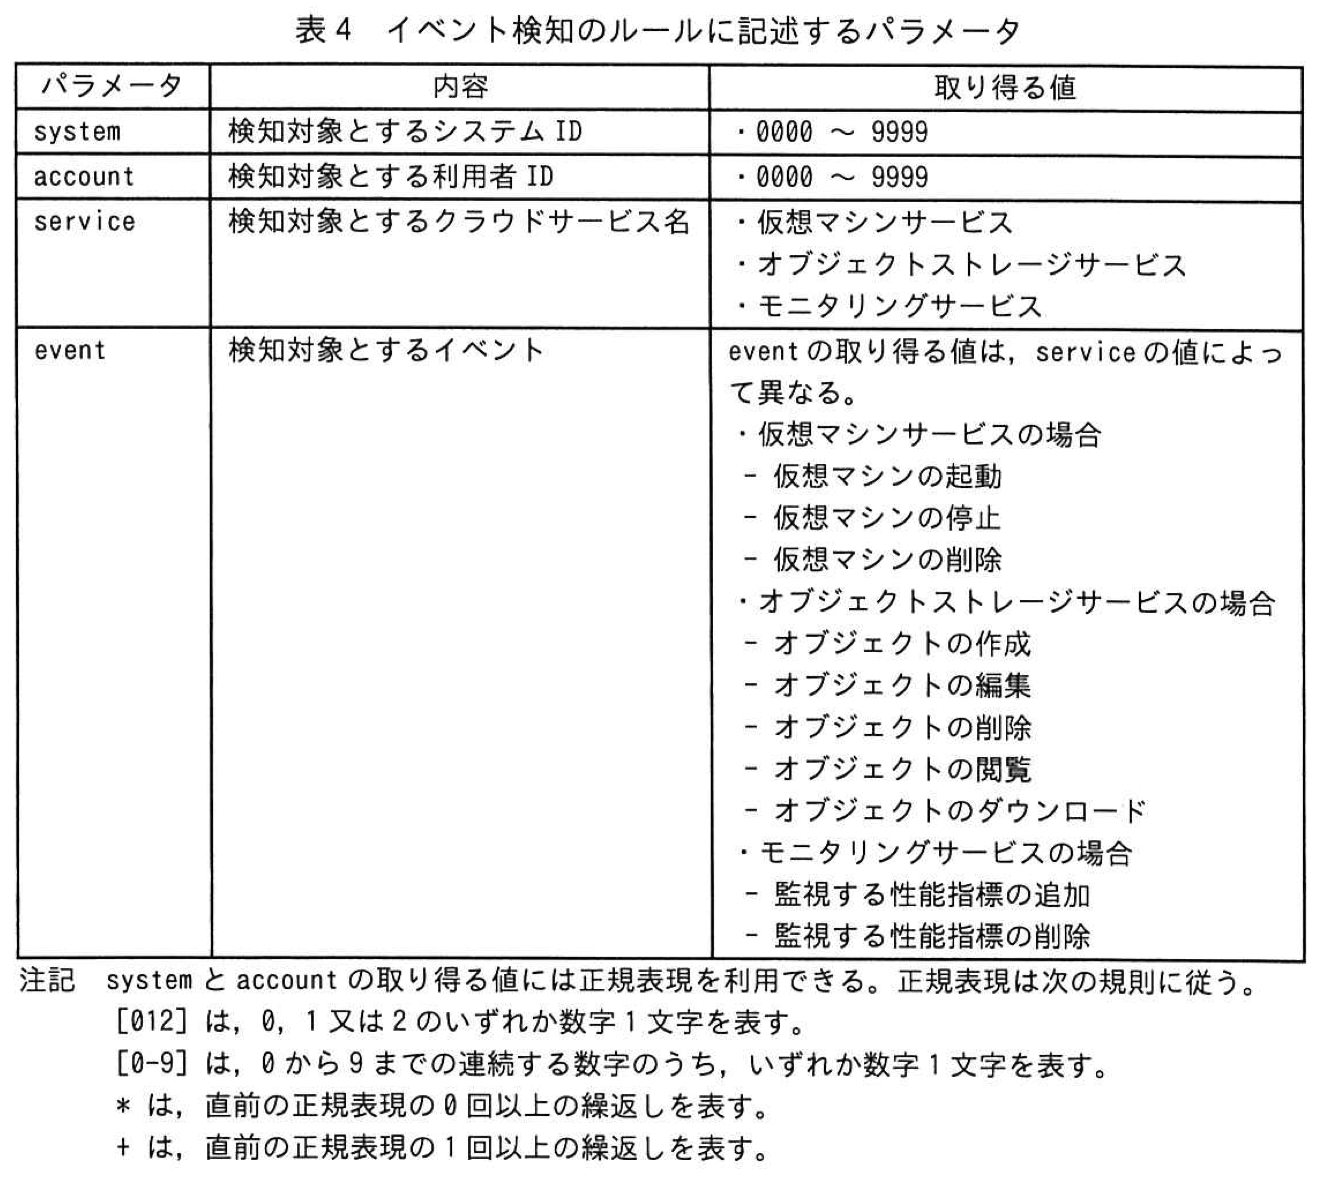 表4 イベント検知のルールに記述するパラメータ
パラメータ 内容 取り得る値
system 検知対象とするシステム ID ・0000 ～ 9999
account 検知対象とする利用者 ID ・0000 ～ 9999
service 検知対象とするクラウドサービス名 ・仮想マシンサービス
・オブジェクトストレージサービス
・モニタリングサービス
event 検知対象とするイベント event の取り得る値は，service の値によっ
て異なる。
・仮想マシンサービスの場合
- 仮想マシンの起動
- 仮想マシンの停止
- 仮想マシンの削除
・オブジェクトストレージサービスの場合
- オブジェクトの作成
- オブジェクトの編集
- オブジェクトの削除
- オブジェクトの閲覧
- オブジェクトのダウンロード
・モニタリングサービスの場合
- 監視する性能指標の追加
- 監視する性能指標の削除
注記 system と account の取り得る値には正規表現を利用できる。正規表現は次の規則に従う。
［012］は，0，1 又は 2 のいずれか数字 1 文字を表す。
［0-9］は，0 から 9 までの連続する数字のうち，いずれか数字 1 文字を表す。
* は，直前の正規表現の 0 回以上の繰返しを表す。
+ は，直前の正規表現の 1 回以上の繰返しを表す。